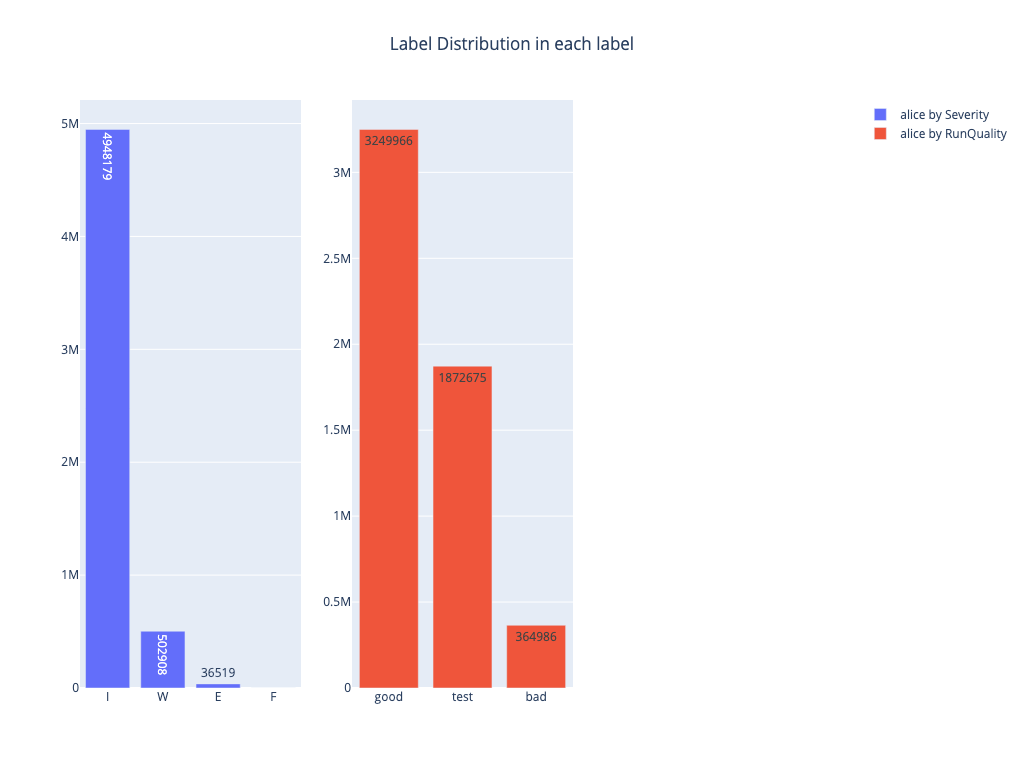 Label Distribution in each label
alice by Severity
alice by RunQuality
5M
4M
3M
2M
1M
0
4948179
502908
36519
I W E F
3M
2.5M
2M
1.5M
1M
0.5M
0
3249966
1872675
364986
good test bad